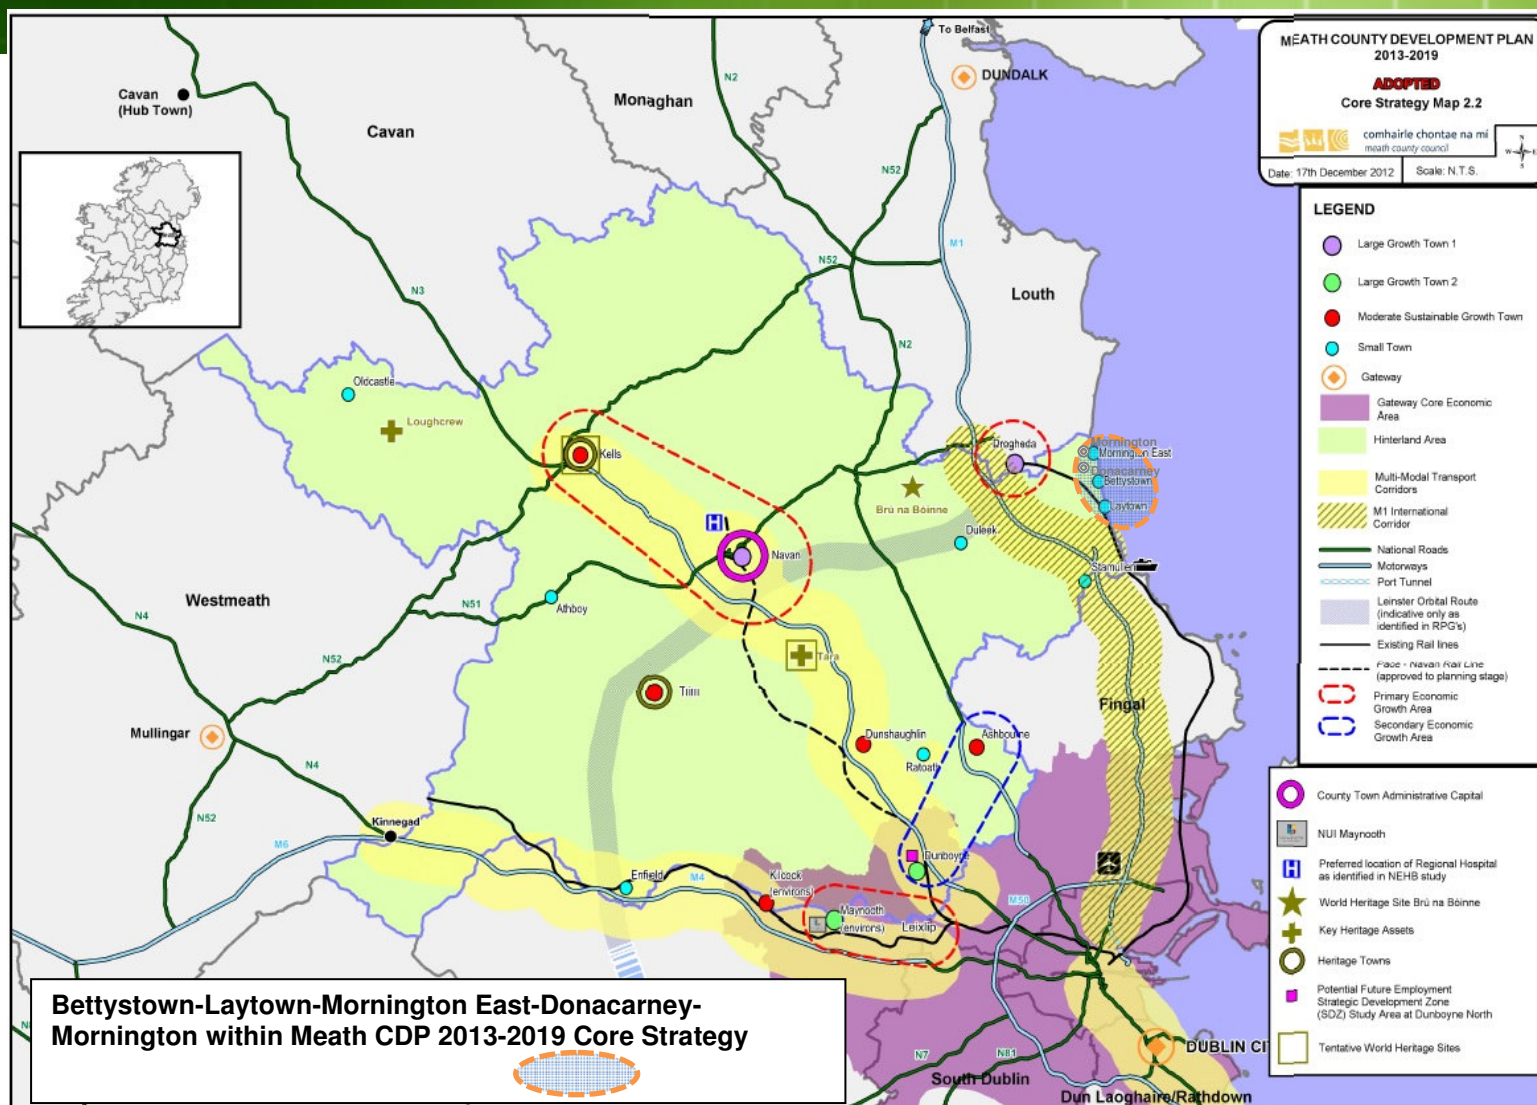 MEATH COUNTY DEVELOPMENT PLAN
2013-2019
ADOPTED
Core Strategy Map 2.2
comhairle chontae na mí
meath county council
Date: 17th December 2012
Scale: N.T.S.
N
W
E
S
LEGEND
Large Growth Town 1
Large Growth Town 2
Moderate Sustainable Growth Town
Small Town
Gateway
Gateway Core Economic
Area
Hinterland Area
Multi-Modal Transport
Corridors
M1 International
Corridor
National Roads
Motorways
Port Tunnel
Leinster Orbital Route
(indicative only as
identified in RPG's)
Existing Rail lines
Pace - Navan Rail Line
(approved to planning stage)
Primary Economic
Growth Area
Secondary Economic
Growth Area
County Town Administrative Capital
NUI Maynooth
H
Preferred location of Regional Hospital
as identified in NEHB study
World Heritage Site Brú na Bóinne
Key Heritage Assets
Heritage Towns
Potential Future Employment
Strategic Development Zone
(SDZ) Study Area at Dunboyne North
Tentative World Heritage Sites
To Belfast
DUNDALK
Cavan
(Hub Town)
Monaghan
Cavan
N2
N52
M1
N3
N52
Louth
N2
Oldcastle
Loughcrew
Kells
Drogheda
Mornington
Mornington East
Donacarney
Bettystown
Laytown
Brú na Bóinne
H
Navan
Duleek
Stamullen
Westmeath
N4
N51
Athboy
N52
Tara
Trim
Fingal
Mullingar
Dunshaughlin
Ashbourne
Ratoath
N4
N52
Kinnegad
M6
Enfield
M4
Kilcock
(environs)
Dunboyne
Maynooth
(environs)
Leixlip
M50
N7
N81
DUBLIN CI
South Dublin
Dun Laoghaire/Rathdown
Bettystown-Laytown-Mornington East-Donacarney-
Mornington within Meath CDP 2013-2019 Core Strategy